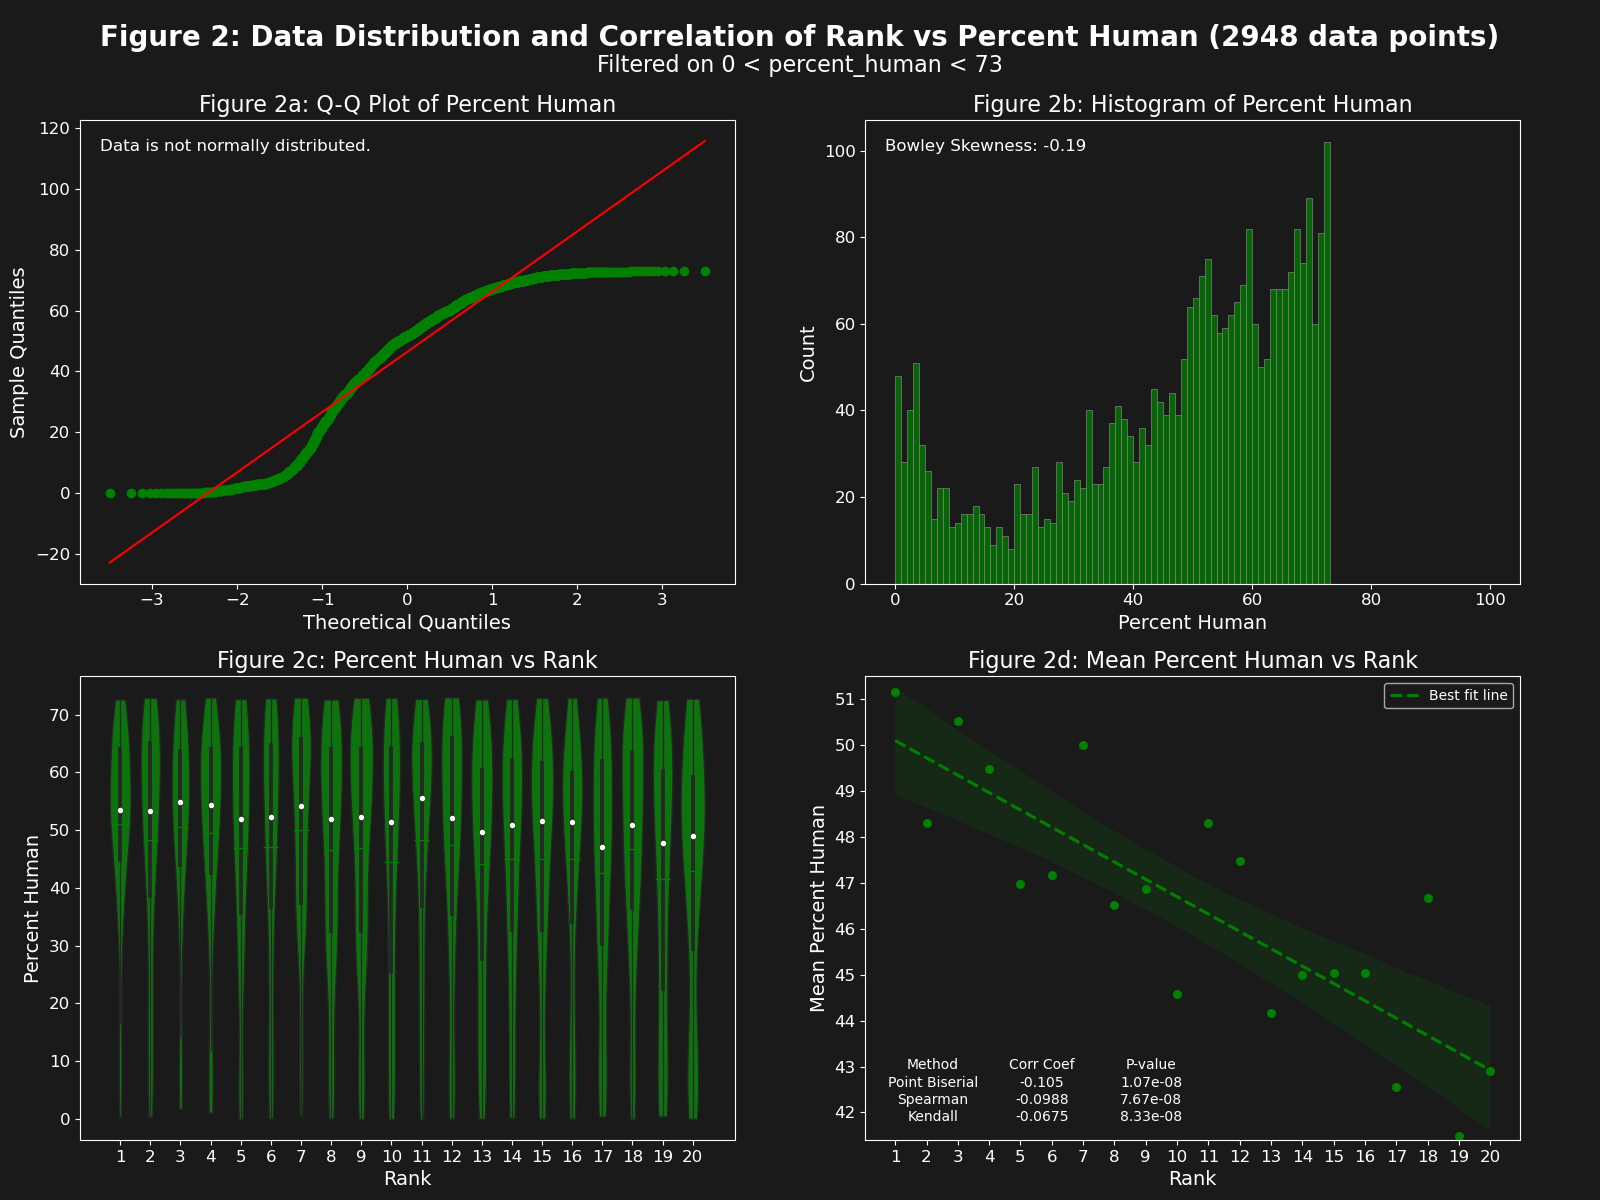 Figure 2: Data Distribution and Correlation of Rank vs Percent Human (2948 data points)
Filtered on 0 < percent_human < 73
Figure 2a: Q-Q Plot of Percent Human
Data is not normally distributed.
Sample Quantiles
120
100
80
60
40
20
0
−20
−3 −2 −1 0 1 2 3
Theoretical Quantiles
Figure 2b: Histogram of Percent Human
Bowley Skewness: -0.19
Count
100
80
60
40
20
0
0 20 40 60 80 100
Percent Human
Figure 2c: Percent Human vs Rank
Percent Human
70
60
50
40
30
20
10
0
1 2 3 4 5 6 7 8 9 10 11 12 13 14 15 16 17 18 19 20
Rank
Figure 2d: Mean Percent Human vs Rank
Best fit line
Mean Percent Human
51
50
49
48
47
46
45
44
43
42
Method Corr Coef P-value
Point Biserial -0.105 1.07e-08
Spearman -0.0988 7.67e-08
Kendall -0.0675 8.33e-08
1 2 3 4 5 6 7 8 9 10 11 12 13 14 15 16 17 18 19 20
Rank